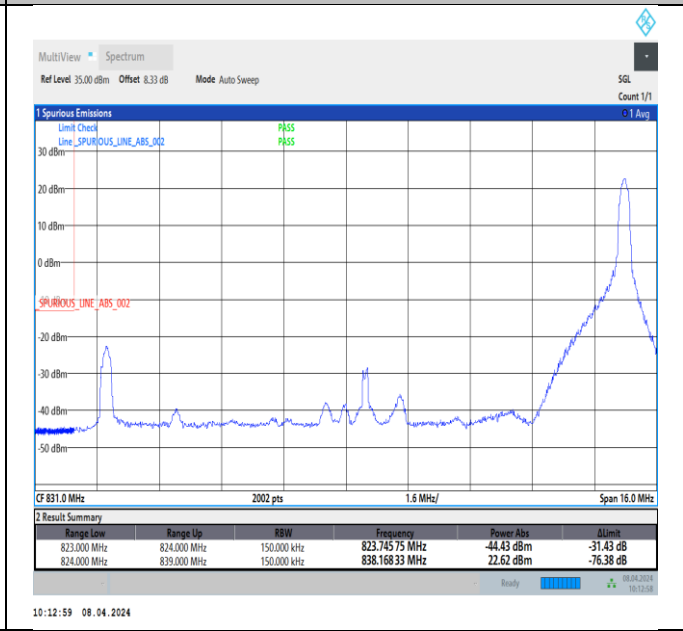 MultiView Spectrum
Ref Level 35.00 dBm Offset 8.33 dB Mode Auto Sweep SGL
Count 1/1
1 Spurious Emissions 1 Avg
Limit Check PASS
Line _SPURIOUS_LINE_ABS_002 PASS
30 dBm
20 dBm
10 dBm
0 dBm
_SPURIOUS_LINE_ABS_002
-20 dBm
-30 dBm
-40 dBm
-50 dBm
CF 831.0 MHz 2002 pts 1.6 MHz/ Span 16.0 MHz
2 Result Summary
Range Low Range Up RBW Frequency Power Abs ΔLimit
823.000 MHz 824.000 MHz 150.000 kHz 823.745 75 MHz -44.43 dBm -31.43 dB
824.000 MHz 839.000 MHz 150.000 kHz 838.168 33 MHz 22.62 dBm -76.38 dB
Ready 08.04.2024
10:12:58
10:12:59 08.04.2024